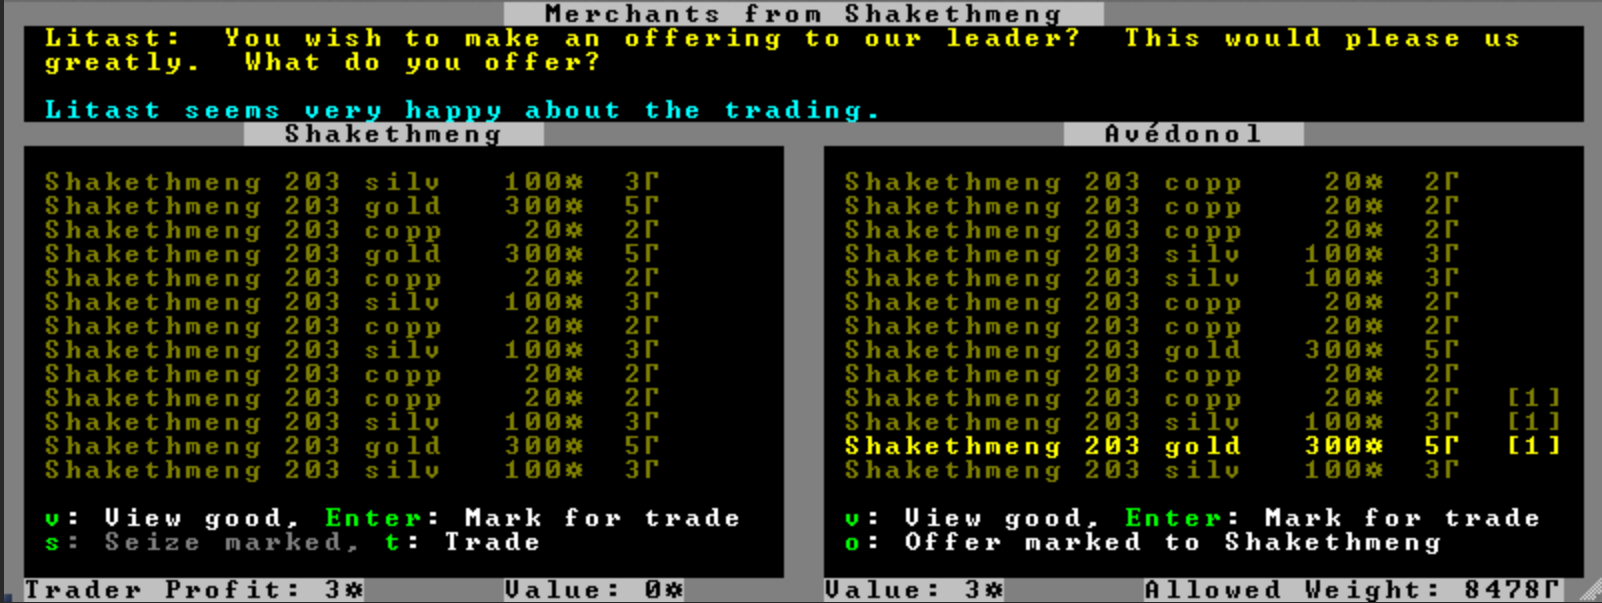 Merchants from Shakethmeng
Litast:  You wish to make an offering to our leader?  This would please us
greatly.  What do you offer?
Litast seems very happy about the trading.
Shakethmeng
Shakethmeng 203 silv 100☼ 3Γ
Shakethmeng 203 gold 300☼ 5Γ
Shakethmeng 203 copp 20☼ 2Γ
Shakethmeng 203 gold 300☼ 5Γ
Shakethmeng 203 copp 20☼ 2Γ
Shakethmeng 203 silv 100☼ 3Γ
Shakethmeng 203 copp 20☼ 2Γ
Shakethmeng 203 silv 100☼ 3Γ
Shakethmeng 203 copp 20☼ 2Γ
Shakethmeng 203 copp 20☼ 2Γ
Shakethmeng 203 silv 100☼ 3Γ
Shakethmeng 203 gold 300☼ 5Γ
Shakethmeng 203 silv 100☼ 3Γ
v: View good, Enter: Mark for trade
s: Seize marked, t: Trade
Avédonol
Shakethmeng 203 copp 20☼ 2Γ
Shakethmeng 203 copp 20☼ 2Γ
Shakethmeng 203 copp 20☼ 2Γ
Shakethmeng 203 silv 100☼ 3Γ
Shakethmeng 203 silv 100☼ 3Γ
Shakethmeng 203 copp 20☼ 2Γ
Shakethmeng 203 copp 20☼ 2Γ
Shakethmeng 203 gold 300☼ 5Γ
Shakethmeng 203 copp 20☼ 2Γ
Shakethmeng 203 copp 20☼ 2Γ [1]
Shakethmeng 203 silv 100☼ 3Γ [1]
Shakethmeng 203 gold 300☼ 5Γ [1]
Shakethmeng 203 silv 100☼ 3Γ
v: View good, Enter: Mark for trade
o: Offer marked to Shakethmeng
Trader Profit: 3☼ Value: 0☼ Value: 3☼ Allowed Weight: 8478Γ